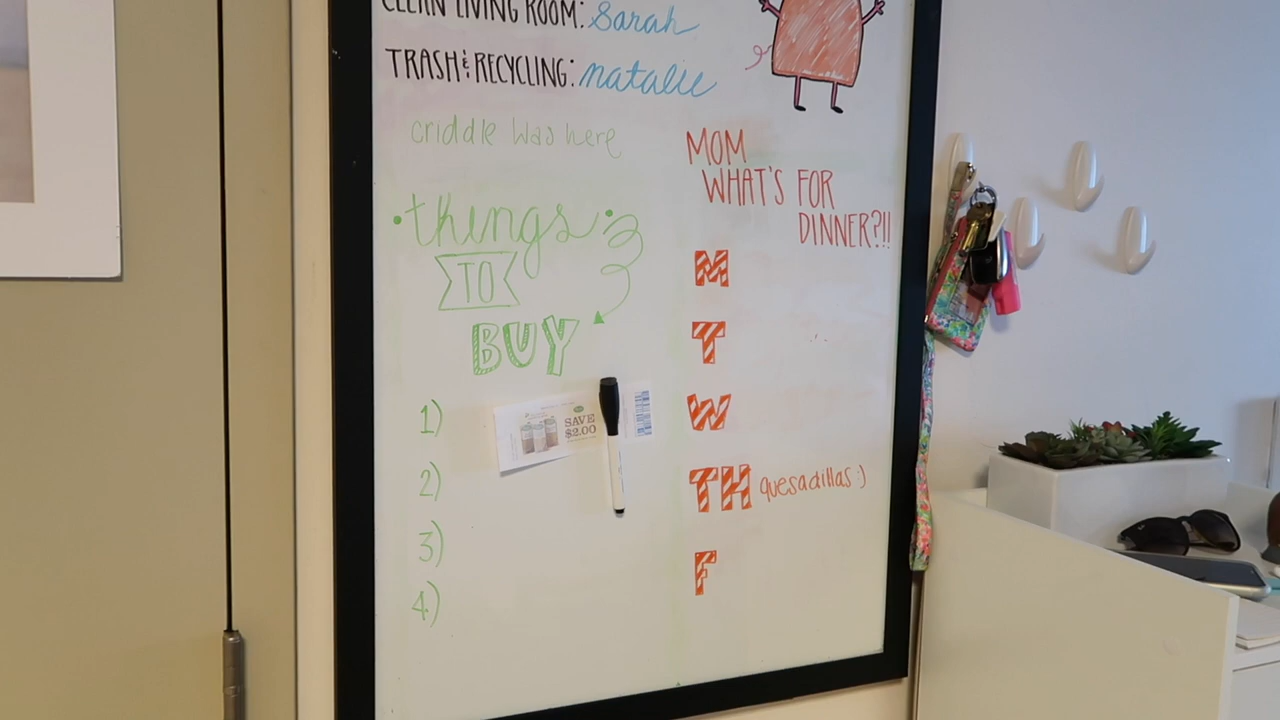 CLEAN LIVING ROOM: Sarah
TRASH & RECYCLING: natalie
criddle was here
things
TO
BUY
1)
2)
3)
4)
SAVE
$2.00
MOM
WHAT'S FOR
DINNER?!!
M
T
W
TH quesadillas :)
F